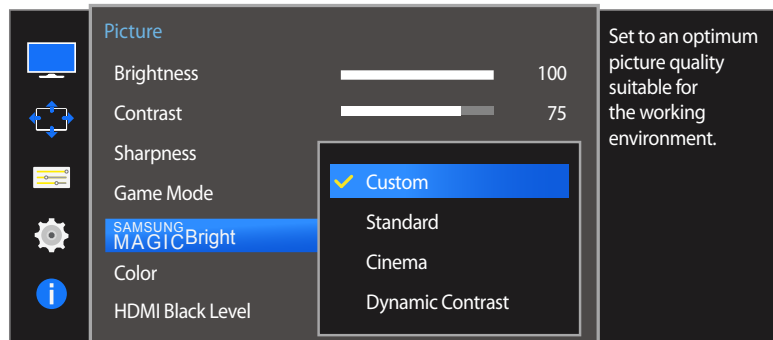 Picture
Brightness 100
Contrast 75
Sharpness
Game Mode
SAMSUNG
MAGICBright
Color
HDMI Black Level
Custom
Standard
Cinema
Dynamic Contrast
Set to an optimum
picture quality
suitable for
the working
environment.
i